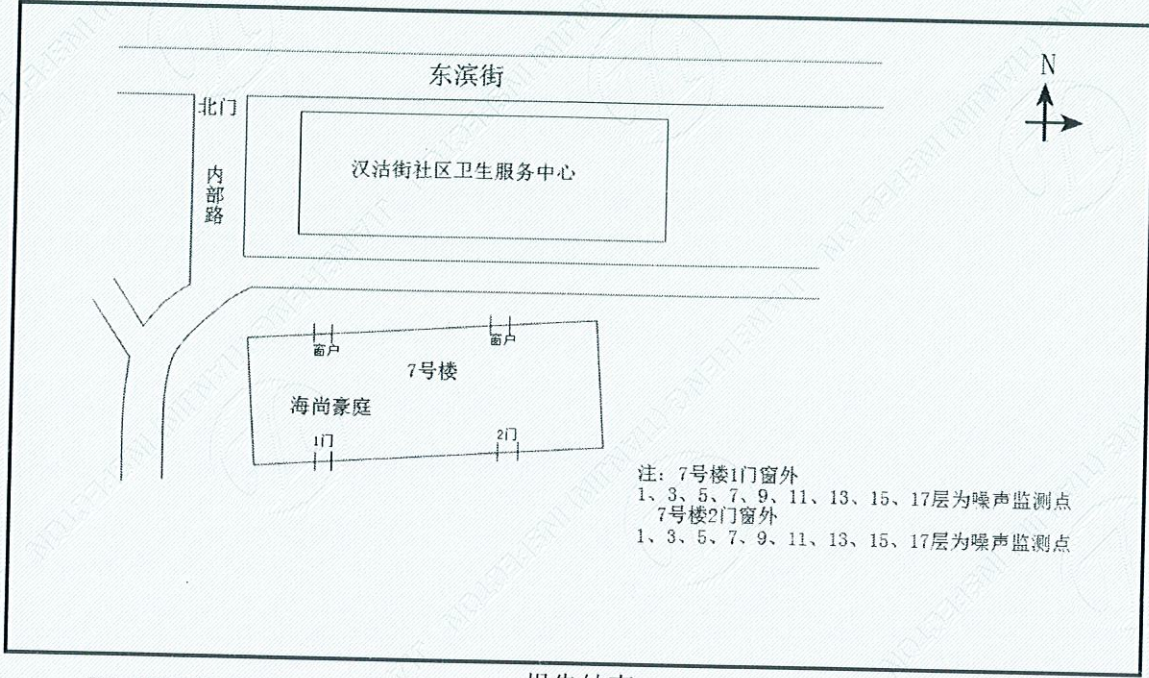 东滨街
N
北门
汉沽街社区卫生服务中心
内部路
窗户
窗户
7号楼
海尚豪庭
1门
2门
注：7号楼1门窗外
1、3、5、7、9、11、13、15、17层为噪声监测点
7号楼2门窗外
1、3、5、7、9、11、13、15、17层为噪声监测点